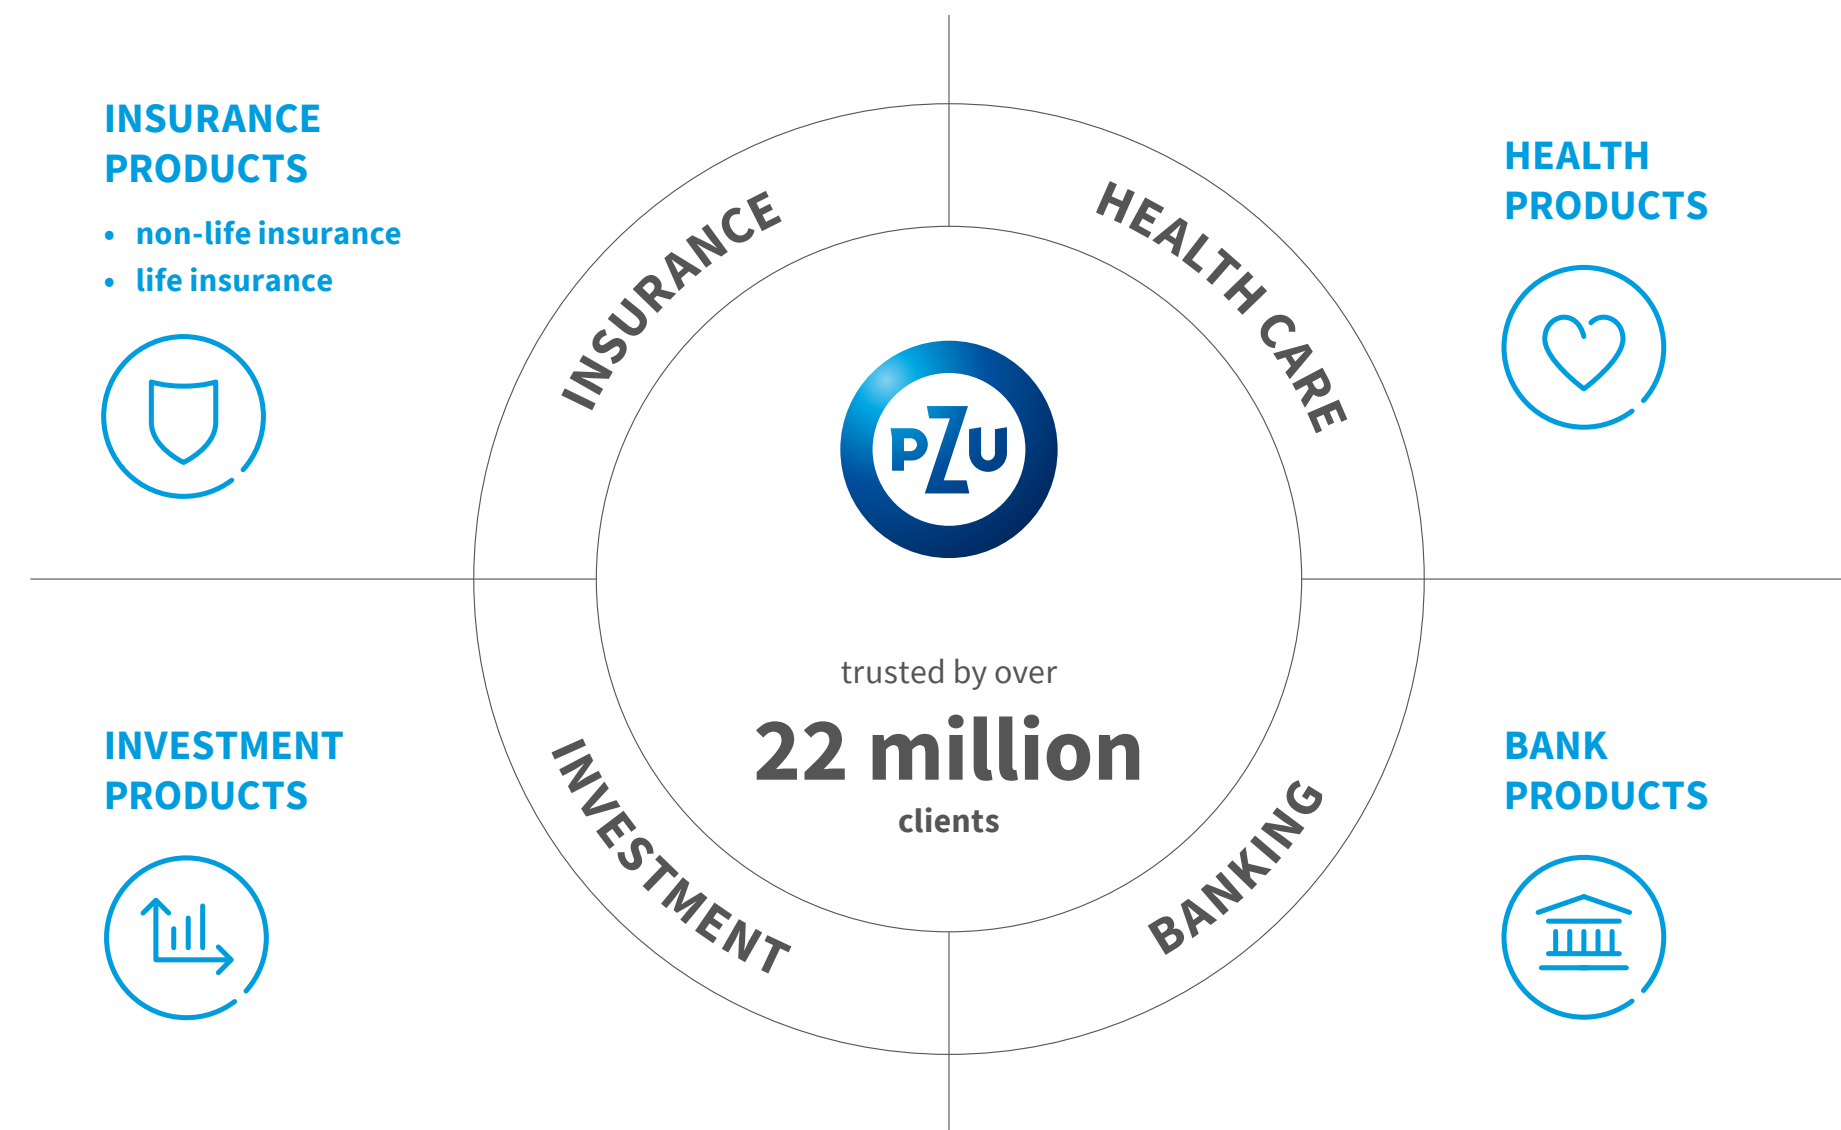 INSURANCE
PRODUCTS
• non-life insurance
• life insurance
HEALTH
PRODUCTS
INSURANCE
HEALTH CARE
PZU
trusted by over
22 million
clients
INVESTMENT
BANKING
INVESTMENT
PRODUCTS
BANK
PRODUCTS